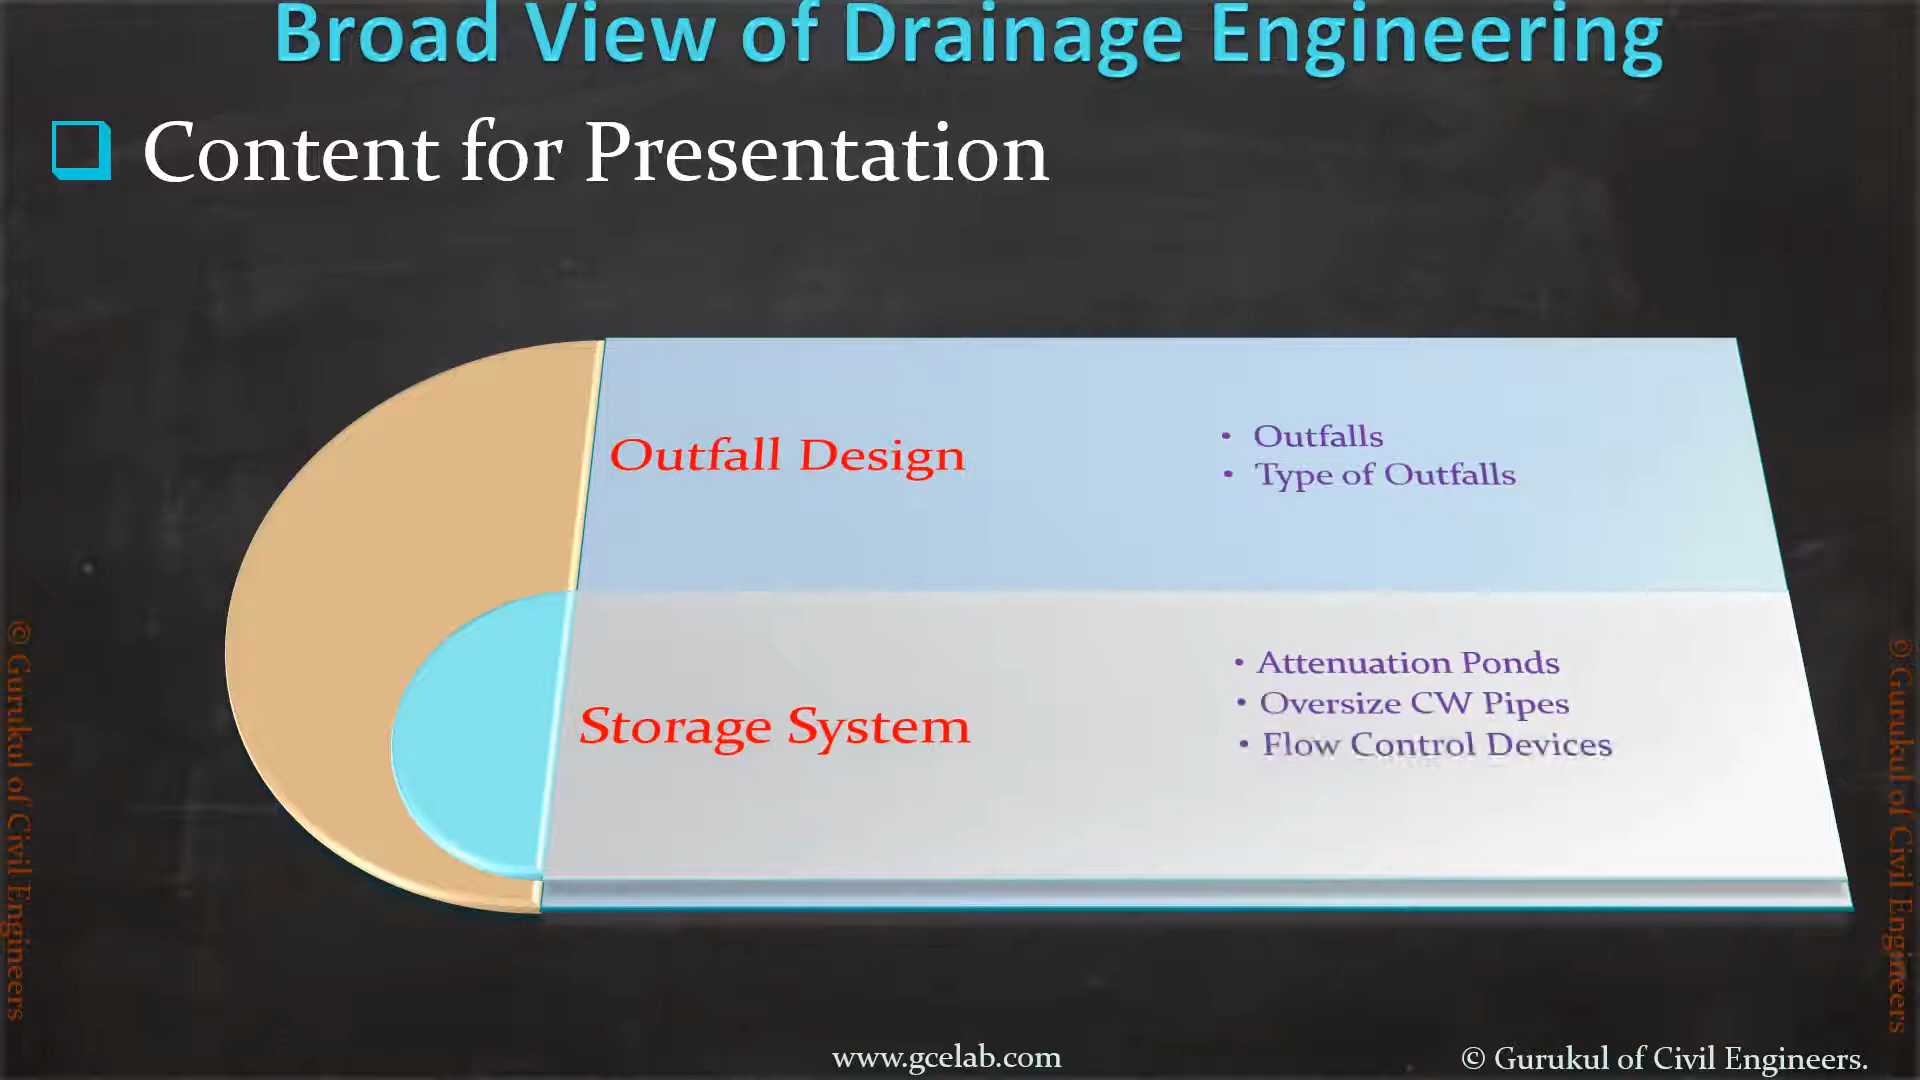 Broad View of Drainage Engineering
Content for Presentation
Outfall Design
• Outfalls
• Type of Outfalls
Storage System
• Attenuation Ponds
• Oversize CW Pipes
• Flow Control Devices
© Gurukul of Civil Engineers
© Gurukul of Civil Engineers
www.gcelab.com
© Gurukul of Civil Engineers.